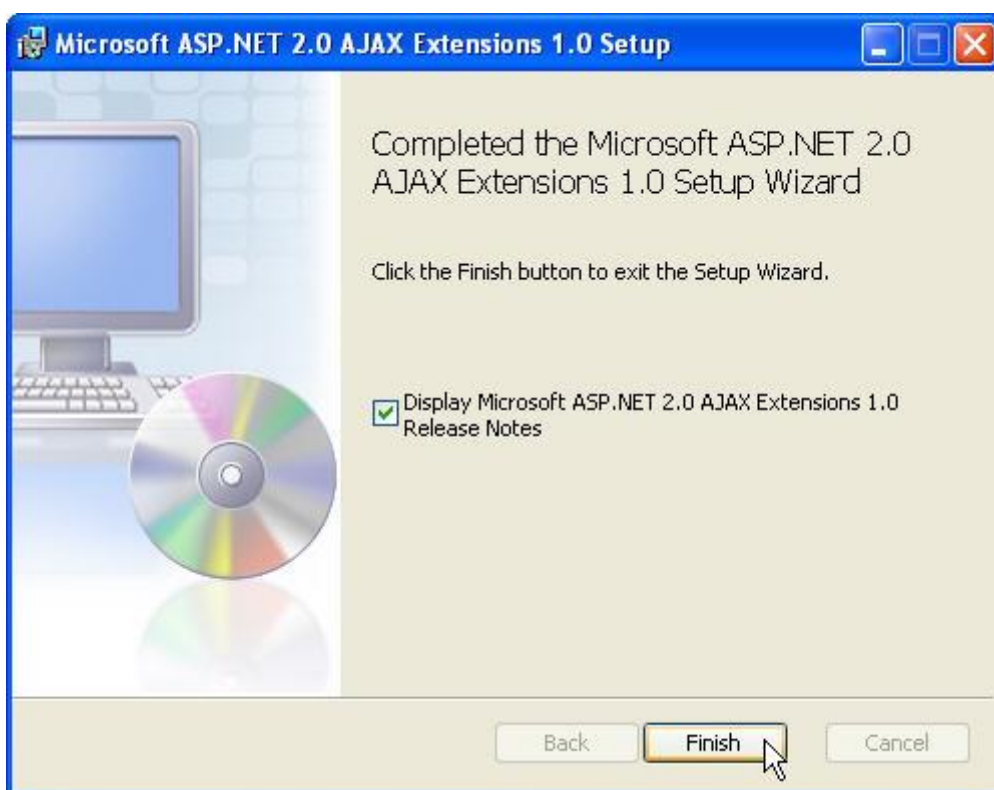 Microsoft ASP.NET 2.0 AJAX Extensions 1.0 Setup
Completed the Microsoft ASP.NET 2.0
AJAX Extensions 1.0 Setup Wizard
Click the Finish button to exit the Setup Wizard.
Display Microsoft ASP.NET 2.0 AJAX Extensions 1.0
Release Notes
Back Finish Cancel